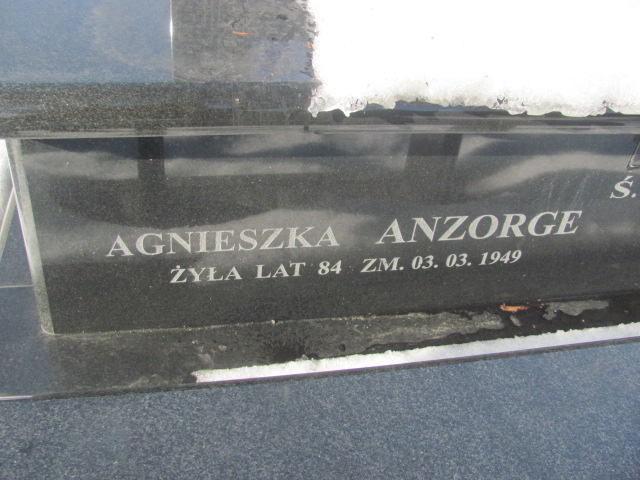 Ś.
AGNIESZKA ANZORGE
ŻYŁA LAT 84 ZM. 03. 03. 1949